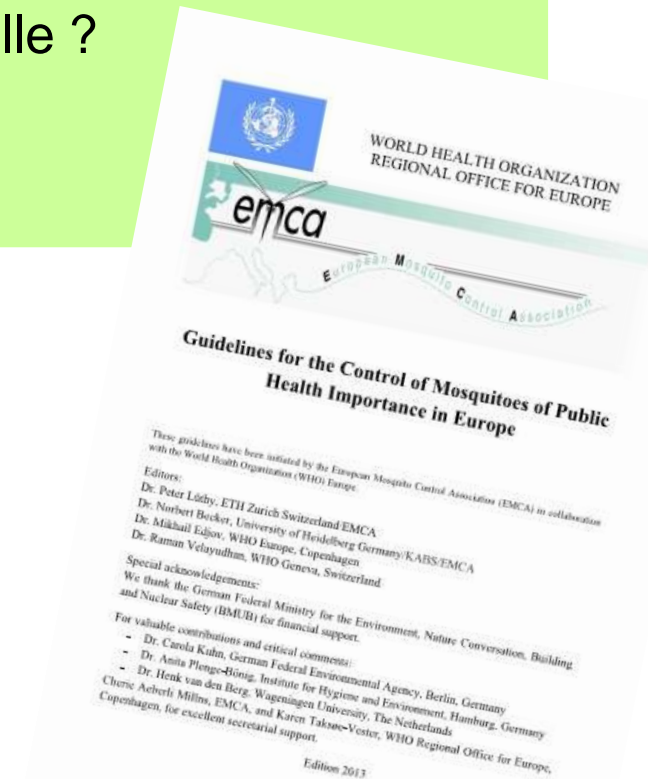 lle ?
WORLD HEALTH ORGANIZATION
REGIONAL OFFICE FOR EUROPE
emca
European Mosquito Control Association
Guidelines for the Control of Mosquitoes of Public
Health Importance in Europe
These guidelines have been initiated by the European Mosquito Control Association (EMCA) in collaboration
with the World Health Organization (WHO) Europe.
Editors:
Dr. Peter Lüthy, ETH Zurich Switzerland/EMCA
Dr. Norbert Becker, University of Heidelberg Germany/KABS/EMCA
Dr. Mikhail Edjov, WHO Europe, Copenhagen
Dr. Raman Velayudhan, WHO Geneva, Switzerland
Special acknowledgements:
We thank the German Federal Ministry for the Environment, Nature Conversation, Building
and Nuclear Safety (BMUB) for financial support.
For valuable contributions and critical comments:
- Dr. Carola Kuhn, German Federal Environmental Agency, Berlin, Germany
- Dr. Anita Plenge-Bönig, Institute for Hygiene and Environment, Hamburg, Germany
- Dr. Henk van den Berg, Wageningen University, The Netherlands
Cherie Aeberli Millns, EMCA, and Karen Taksøe-Vester, WHO Regional Office for Europe,
Copenhagen, for excellent secretarial support.
Edition 2013